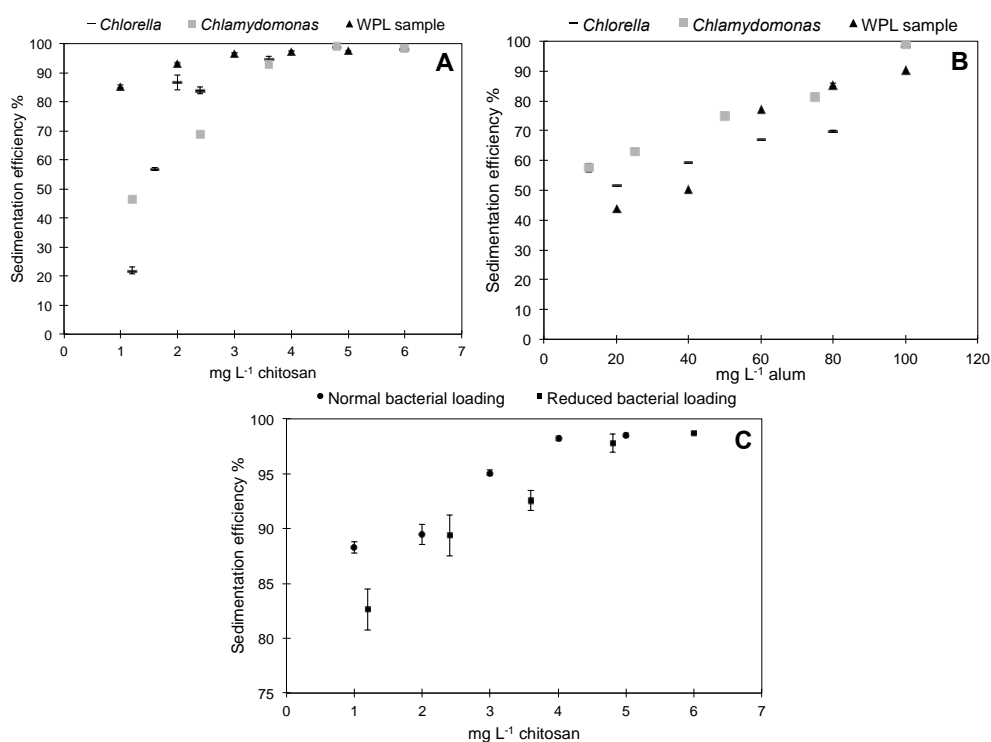 – Chlorella Chlamydomonas WPL sample
A
100
90
80
70
60
50
40
30
20
10
0
Sedimentation efficiency %
0 1 2 3 4 5 6 7
mg L-1 chitosan
– Chlorella Chlamydomonas WPL sample
B
100
90
80
70
60
50
40
30
20
10
0
Sedimentation efficiency %
0 20 40 60 80 100 120
mg L-1 alum
Normal bacterial loading Reduced bacterial loading
C
100
95
90
85
80
75
Sedimentation efficiency %
0 1 2 3 4 5 6 7
mg L-1 chitosan